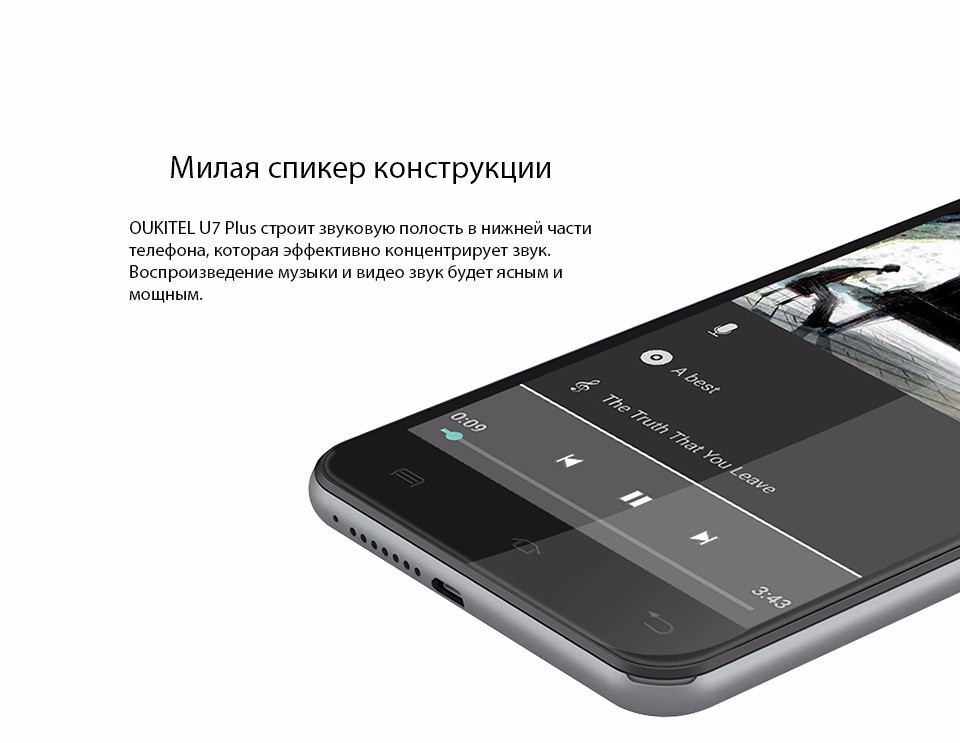 Милая спикер конструкции
OUKITEL U7 Plus строит звуковую полость в нижней части
телефона, которая эффективно концентрирует звук.
Воспроизведение музыки и видео звук будет ясным и
мощным.
A best
The Truth That You Leave
0:09
3:43